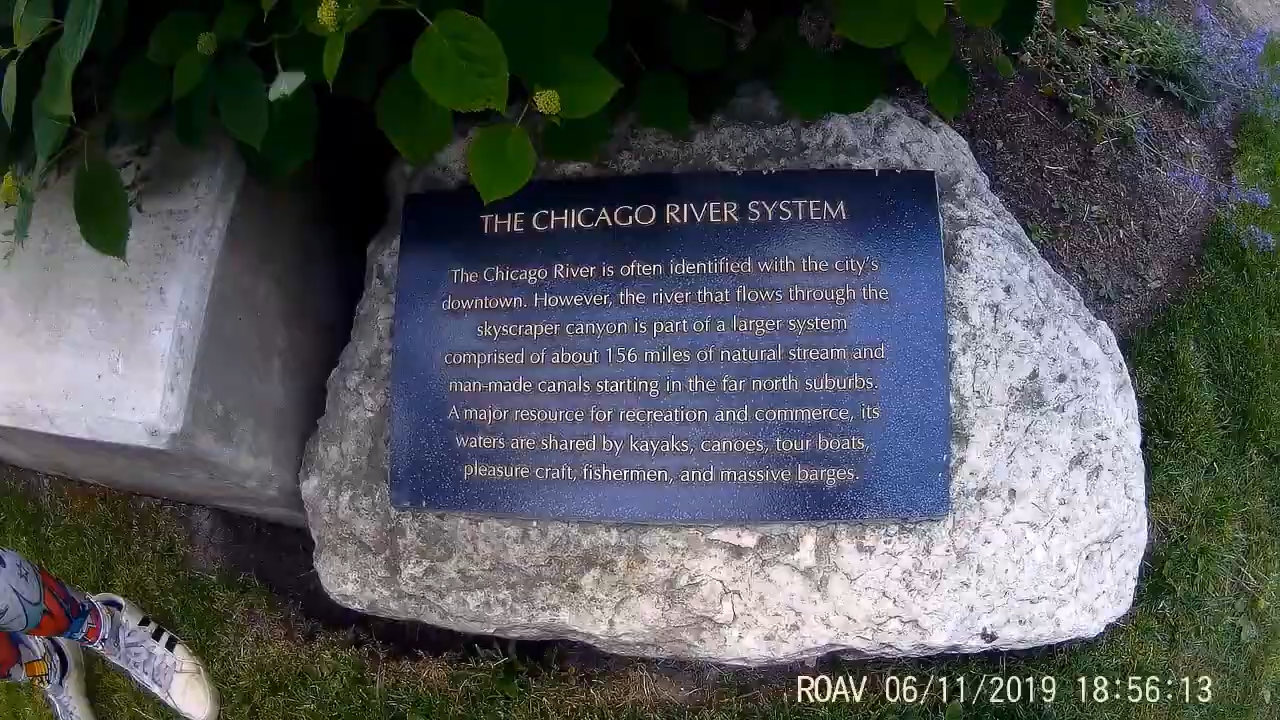 THE CHICAGO RIVER SYSTEM
The Chicago River is often identified with the city's
downtown. However, the river that flows through the
skyscraper canyon is part of a larger system
comprised of about 156 miles of natural stream and
man-made canals starting in the far north suburbs.
A major resource for recreation and commerce, its
waters are shared by kayaks, canoes, tour boats,
pleasure craft, fishermen, and massive barges.
ROAV 06/11/2019 18:56:13